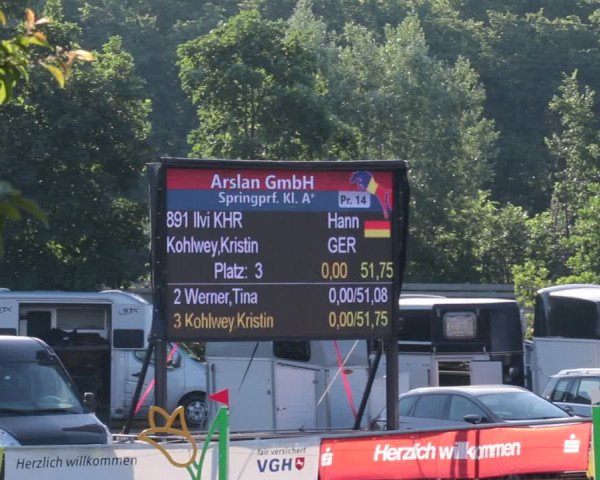 Arslan GmbH
Springprf. Kl. A* Pr. 14
891 Ilvi KHR Hann
Kohlwey,Kristin GER
Platz: 3 0,00 51,75
2 Werner,Tina 0,00/51,08
3 Kohlwey,Kristin 0,00/51,75
Herzlich willkommen
fair versichert
VGH
Herzlich willkommen